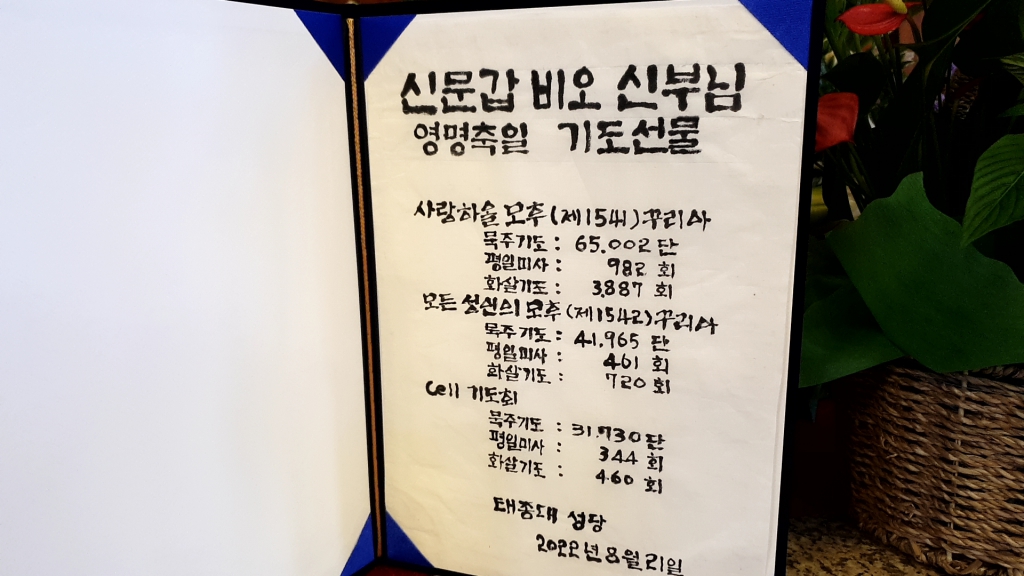 신문갑 비오 신부님
영명축일 기도선물
사랑하올 모후(제1541)꾸리아
묵주기도 : 65.002 단
평일미사 : 982 회
화살기도 : 3,887 회
모든 성신의 모후(제1542)꾸리아
묵주기도 : 41.965 단
평일미사 : 461 회
화살기도 : 720 회
Cell 기도회
묵주기도 : 31.730 단
평일미사 : 344 회
화살기도 : 460 회
태종대 성당
2022년 8월 21일